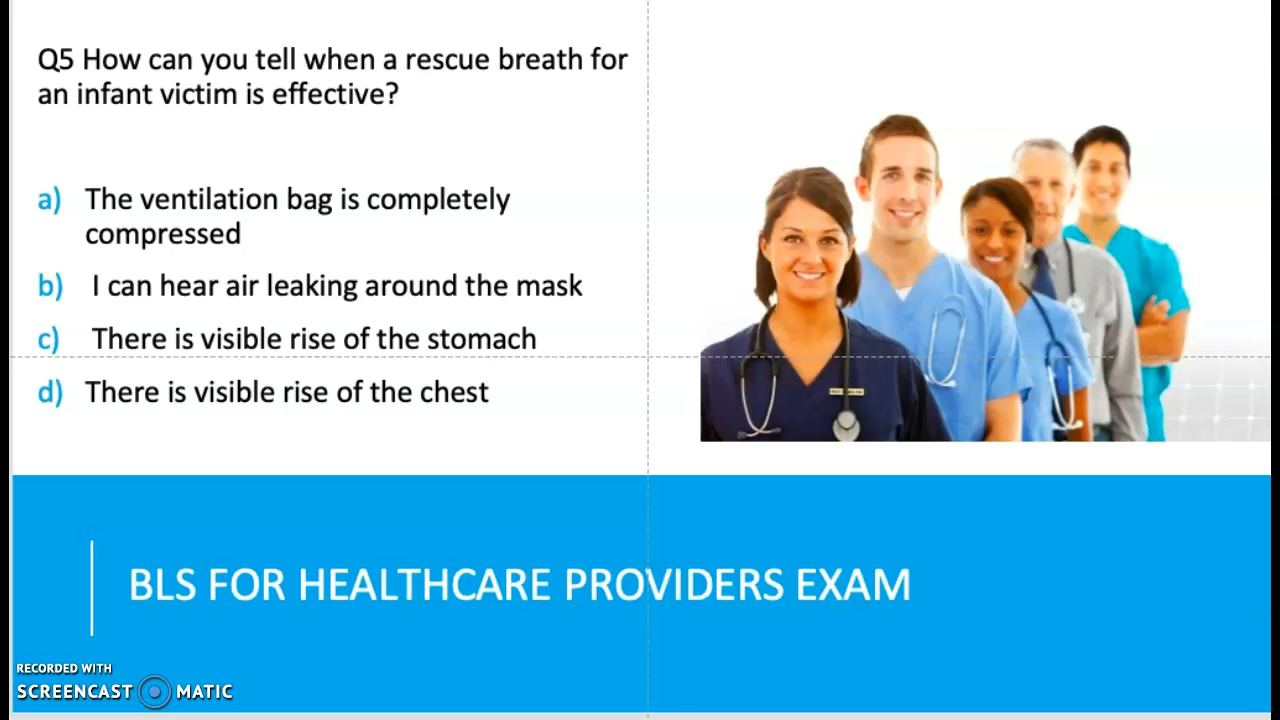 Q5 How can you tell when a rescue breath for
an infant victim is effective?
a) The ventilation bag is completely
compressed
b) I can hear air leaking around the mask
c) There is visible rise of the stomach
d) There is visible rise of the chest
BLS FOR HEALTHCARE PROVIDERS EXAM
RECORDED WITH
SCREENCAST MATIC